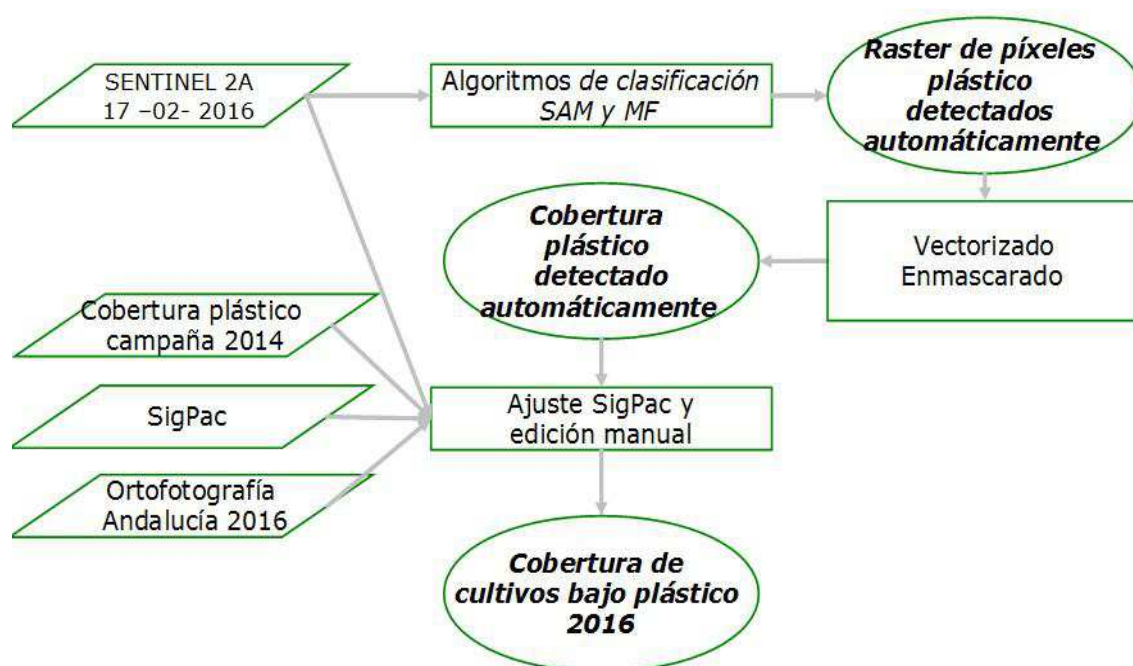 SENTINEL 2A
17 –02- 2016
Algoritmos de clasificación
SAM y MF
Raster de píxeles
plástico
detectados
automáticamente
Vectorizado
Enmascarado
Cobertura
plástico
detectado
automáticamente
Cobertura plástico
campaña 2014
SigPac
Ortofotografía
Andalucía 2016
Ajuste SigPac y
edición manual
Cobertura de
cultivos bajo plástico
2016